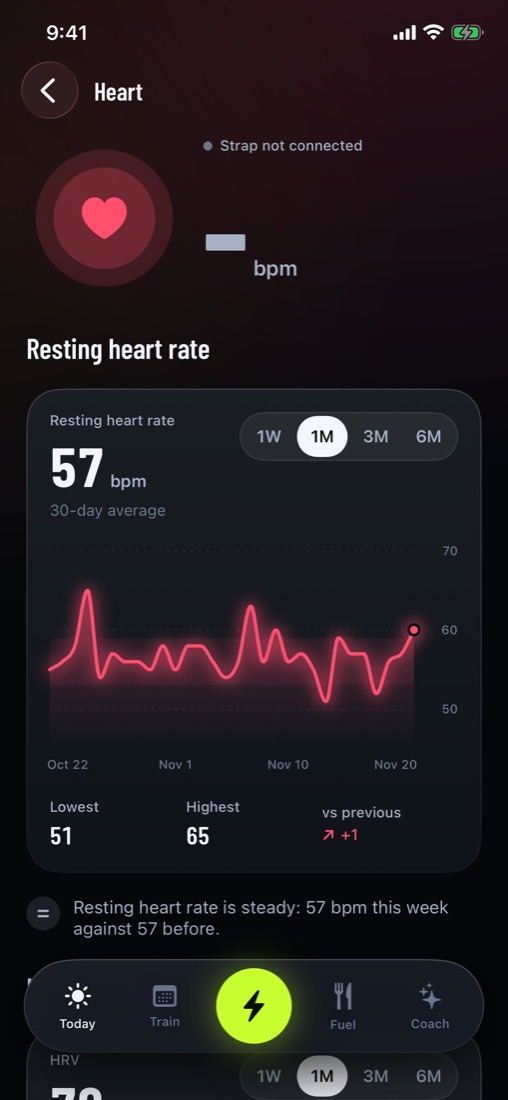 9:41
Heart
Strap not connected
bpm
Resting heart rate
Resting heart rate
1W 1M 3M 6M
57 bpm
30-day average
70
60
50
Oct 22 Nov 1 Nov 10 Nov 20
Lowest Highest vs previous
51 65 +1
Resting heart rate is steady: 57 bpm this week
against 57 before.
Today Train Fuel Coach
HRV
1W 1M 3M 6M